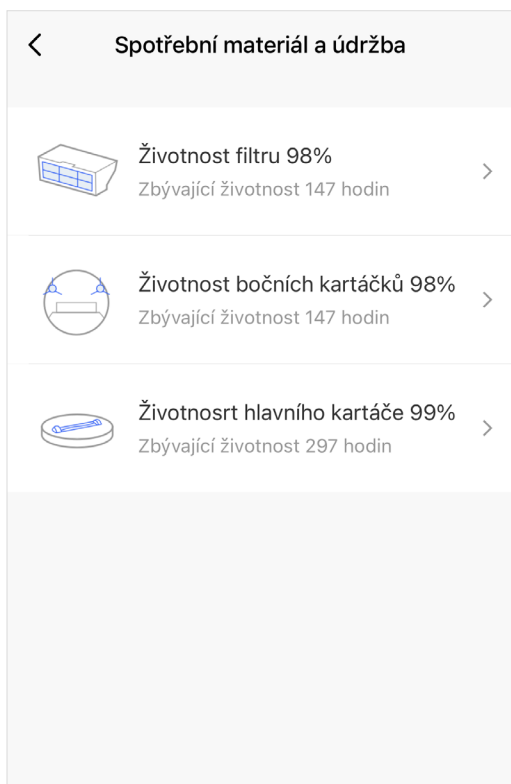 Spotřební materiál a údržba
Životnost filtru 98%
Zbývající životnost 147 hodin
Životnost bočních kartáčků 98%
Zbývající životnost 147 hodin
Životnosrt hlavního kartáče 99%
Zbývající životnost 297 hodin